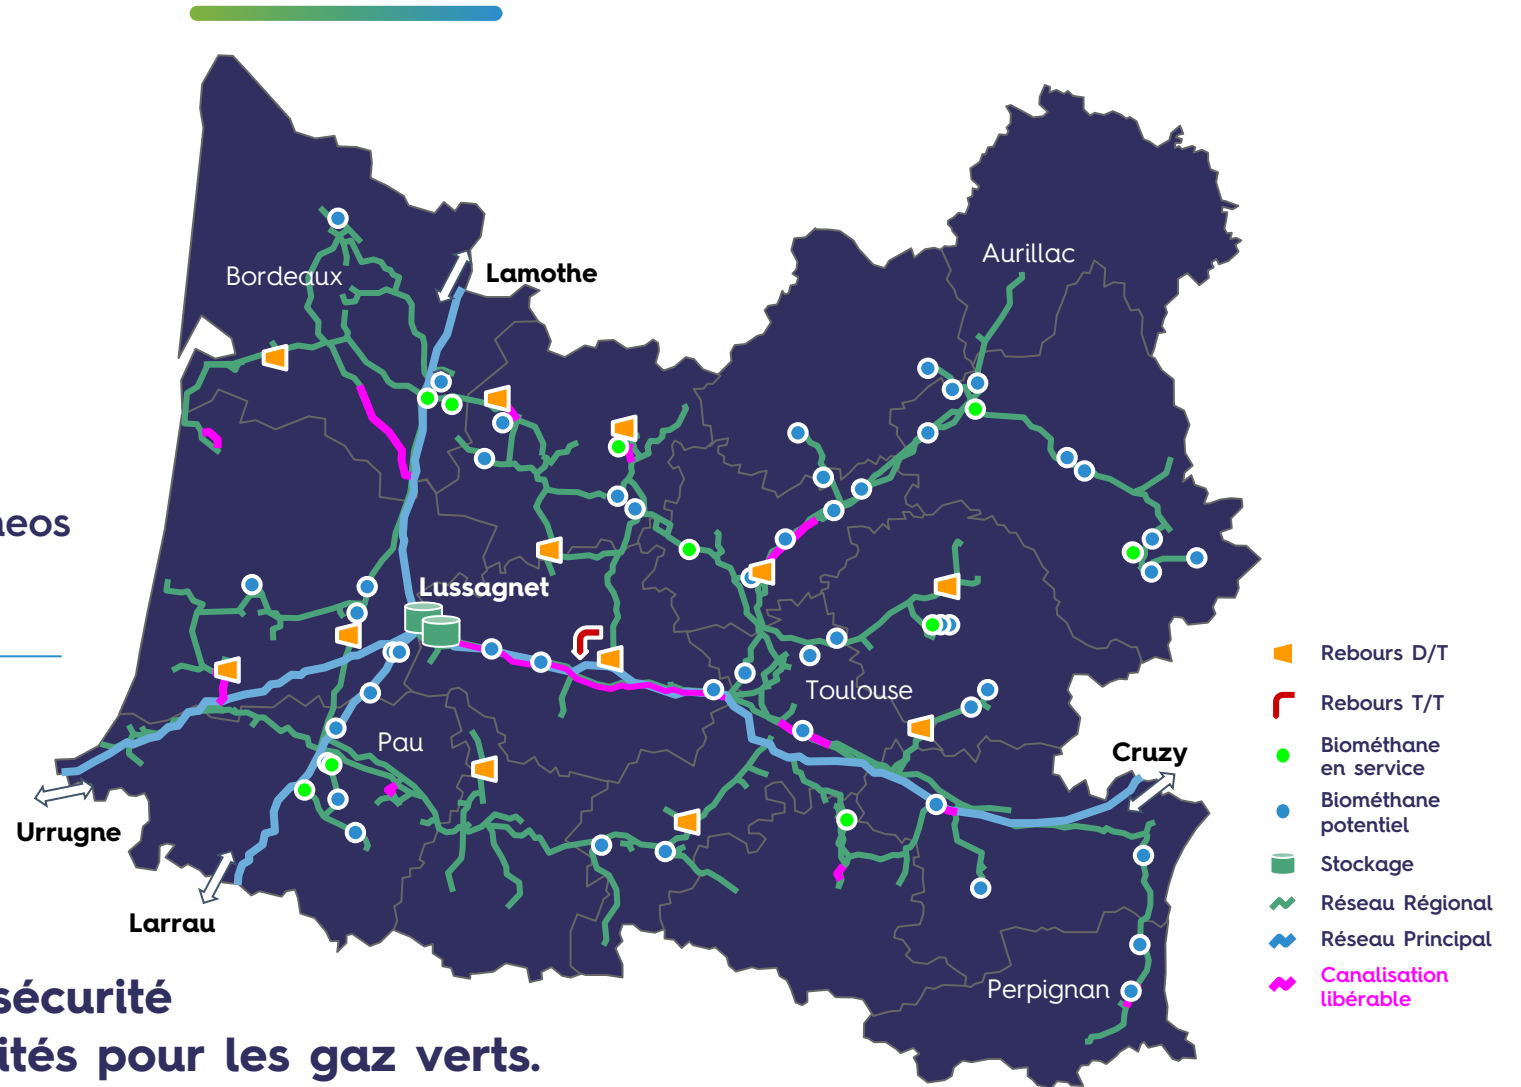 Aurillac
Lamothe
Bordeaux
neos
Lussagnet
Toulouse
Pau
Cruzy
Urrugne
Larrau
Perpignan
Rebours D/T
Rebours T/T
Biométhane
en service
Biométhane
potentiel
Stockage
Réseau Régional
Réseau Principal
Canalisation
libérable
sécurité
ités pour les gaz verts.